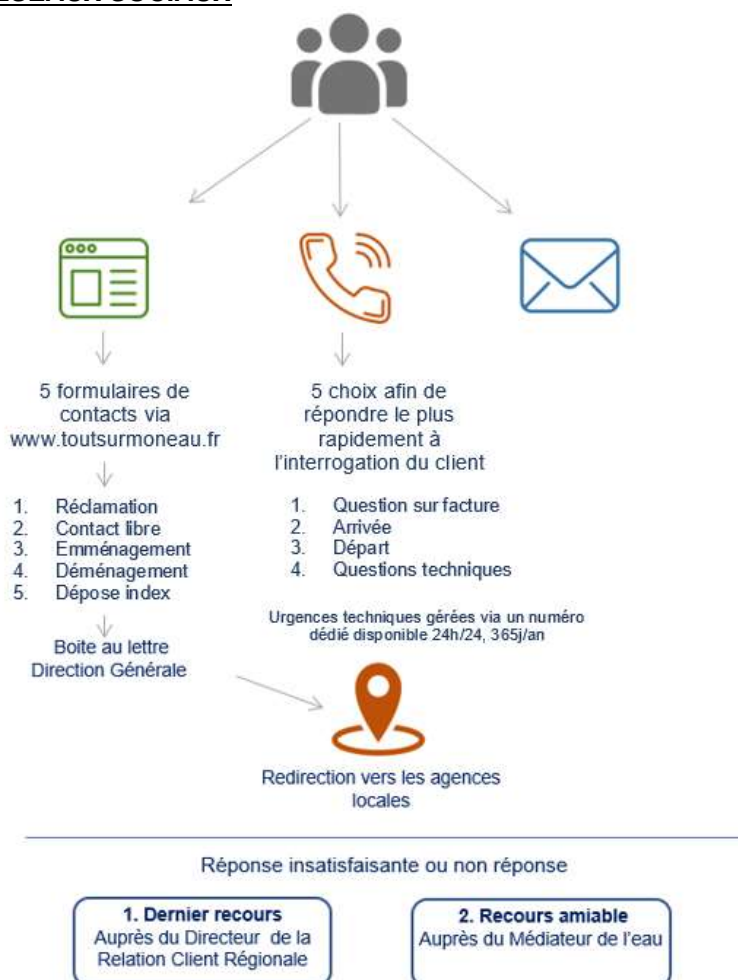 5 formulaires de
contacts via
www.toutsurmoneau.fr
1. Réclamation
2. Contact libre
3. Emménagement
4. Déménagement
5. Dépose index
Boite au lettre
Direction Générale
5 choix afin de
répondre le plus
rapidement à
l'interrogation du client
1. Question sur facture
2. Arrivée
3. Départ
4. Questions techniques
Urgences techniques gérées via un numéro
dédié disponible 24h/24, 365j/an
Redirection vers les agences
locales
Réponse insatisfaisante ou non réponse
1. Dernier recours
Auprès du Directeur de la
Relation Client Régionale
2. Recours amiable
Auprès du Médiateur de l'eau